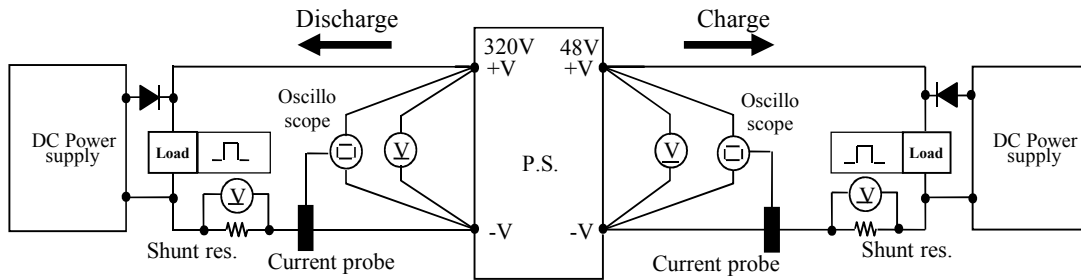 Discharge
Charge
320V
48V
+V
+V
Oscillo
scope
Oscillo
scope
DC Power
supply
Load
V
P.S.
V
Load
DC Power
supply
V
V
-V
-V
Shunt res.
Current probe
Current probe
Shunt res.